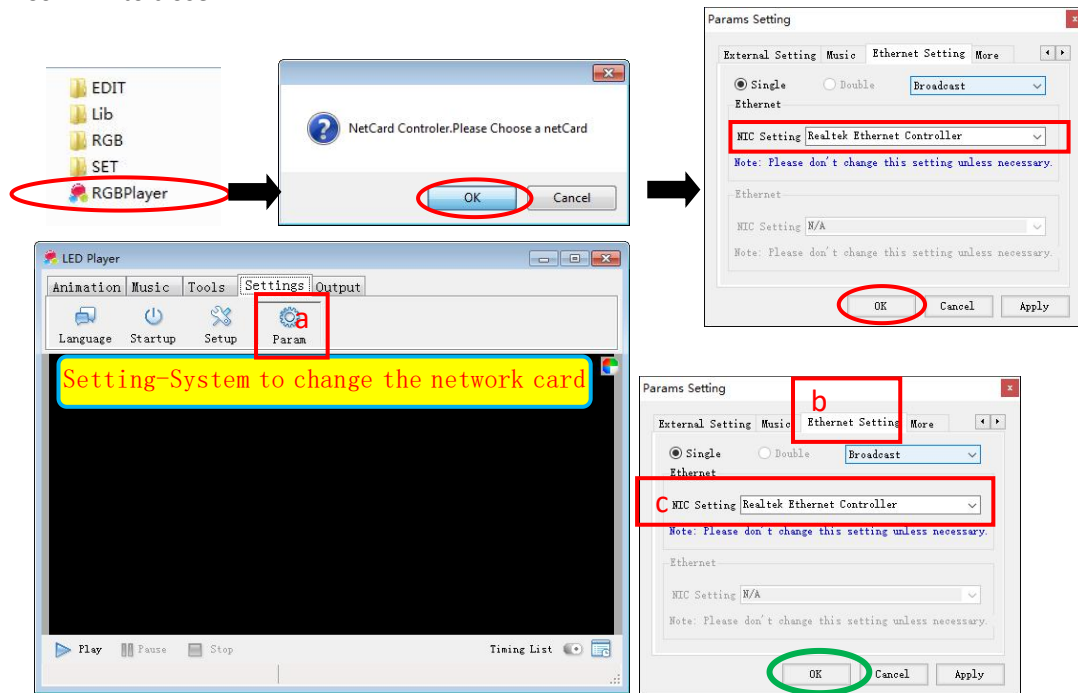 Params Setting
External Setting Music Ethernet Setting More
Single Double Broadcast
Ethernet
NIC Setting Realtek Ethernet Controller
Note: Please don't change this setting unless necessary.
Ethernet
NIC Setting N/A
Note: Please don't change this setting unless necessary.
OK Cancel Apply
EDIT
Lib
RGB
SET
RGBPlayer
NetCard Controler.Please Choose a netCard
OK Cancel
LED Player
Animation Music Tools Settings Output
a
Language Startup Setup Param
Setting-System to change the network card
Play Pause Stop Timing List
Params Setting
b
External Setting Music Ethernet Setting More
Single Double Broadcast
Ethernet
C NIC Setting Realtek Ethernet Controller
Note: Please don't change this setting unless necessary.
Ethernet
NIC Setting N/A
Note: Please don't change this setting unless necessary.
OK Cancel Apply